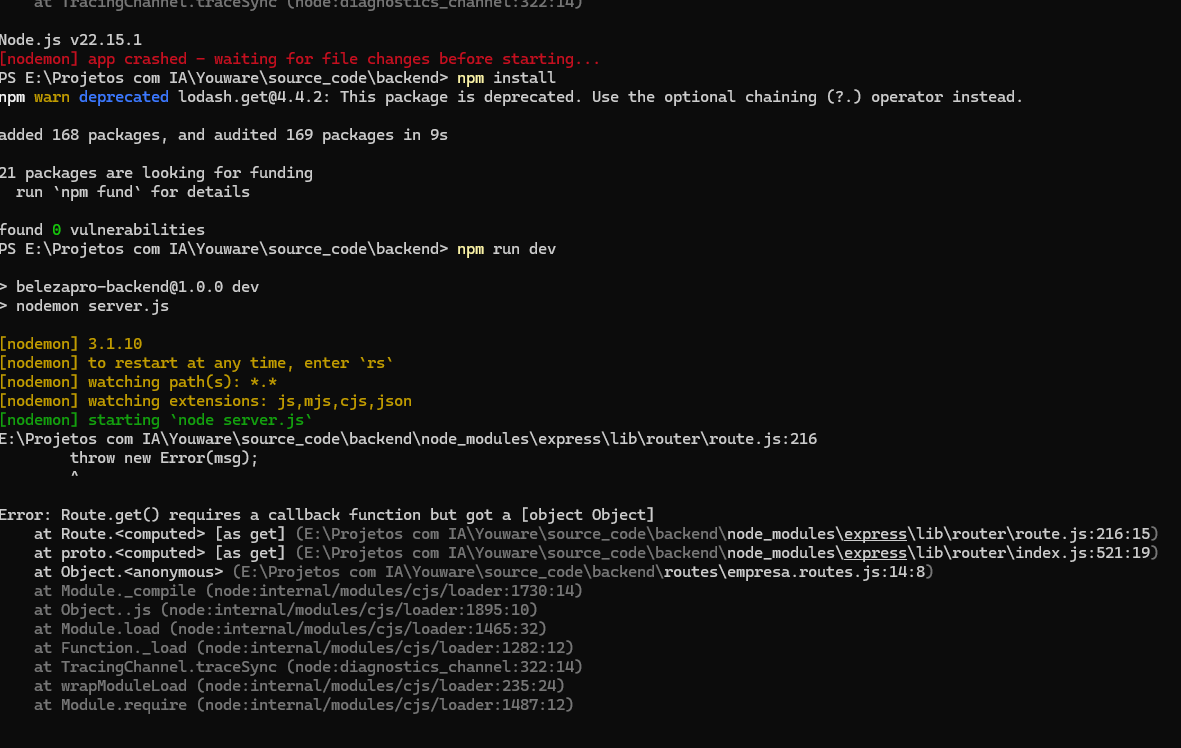 at TracingChannel.traceSync (node:diagnostics_channel:322:14)
Node.js v22.15.1
[nodemon] app crashed - waiting for file changes before starting...
PS E:\Projetos com IA\Youware\source_code\backend> npm install
npm warn deprecated lodash.get@4.4.2: This package is deprecated. Use the optional chaining (?.) operator instead.
added 168 packages, and audited 169 packages in 9s
21 packages are looking for funding
  run `npm fund` for details
found 0 vulnerabilities
PS E:\Projetos com IA\Youware\source_code\backend> npm run dev
> belezapro-backend@1.0.0 dev
> nodemon server.js
[nodemon] 3.1.10
[nodemon] to restart at any time, enter `rs`
[nodemon] watching path(s): *.*
[nodemon] watching extensions: js,mjs,cjs,json
[nodemon] starting `node server.js`
E:\Projetos com IA\Youware\source_code\backend\node_modules\express\lib\router\route.js:216
        throw new Error(msg);
        ^
Error: Route.get() requires a callback function but got a [object Object]
    at Route.<computed> [as get] (E:\Projetos com IA\Youware\source_code\backend\node_modules\express\lib\router\route.js:216:15)
    at proto.<computed> [as get] (E:\Projetos com IA\Youware\source_code\backend\node_modules\express\lib\router\index.js:521:19)
    at Object.<anonymous> (E:\Projetos com IA\Youware\source_code\backend\routes\empresa.routes.js:14:8)
    at Module._compile (node:internal/modules/cjs/loader:1730:14)
    at Object..js (node:internal/modules/cjs/loader:1895:10)
    at Module.load (node:internal/modules/cjs/loader:1465:32)
    at Function._load (node:internal/modules/cjs/loader:1282:12)
    at TracingChannel.traceSync (node:diagnostics_channel:322:14)
    at wrapModuleLoad (node:internal/modules/cjs/loader:235:24)
    at Module.require (node:internal/modules/cjs/loader:1487:12)